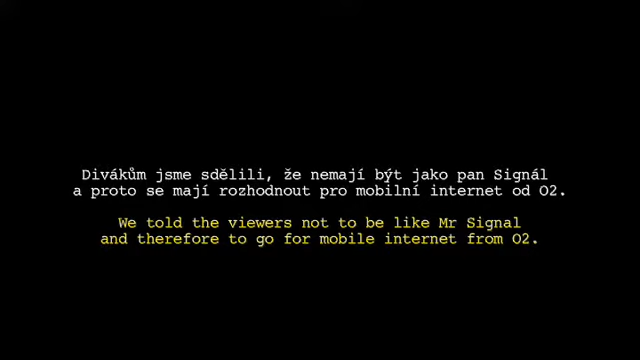 Divákům jsme sdělili, že nemají být jako pan Signál
a proto se mají rozhodnout pro mobilní internet od O2.
We told the viewers not to be like Mr Signal
and therefore to go for mobile internet from O2.